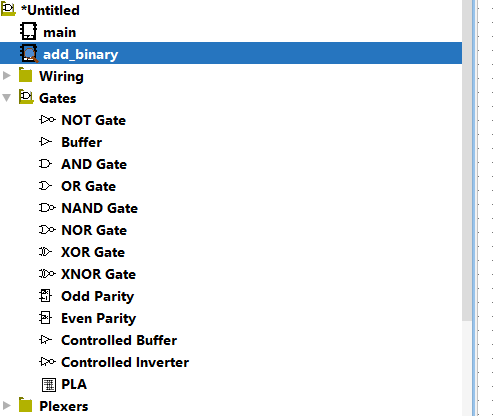 *Untitled
main
add_binary
Wiring
Gates
NOT Gate
Buffer
AND Gate
OR Gate
NAND Gate
NOR Gate
XOR Gate
XNOR Gate
Odd Parity
Even Parity
Controlled Buffer
Controlled Inverter
PLA
Plexers